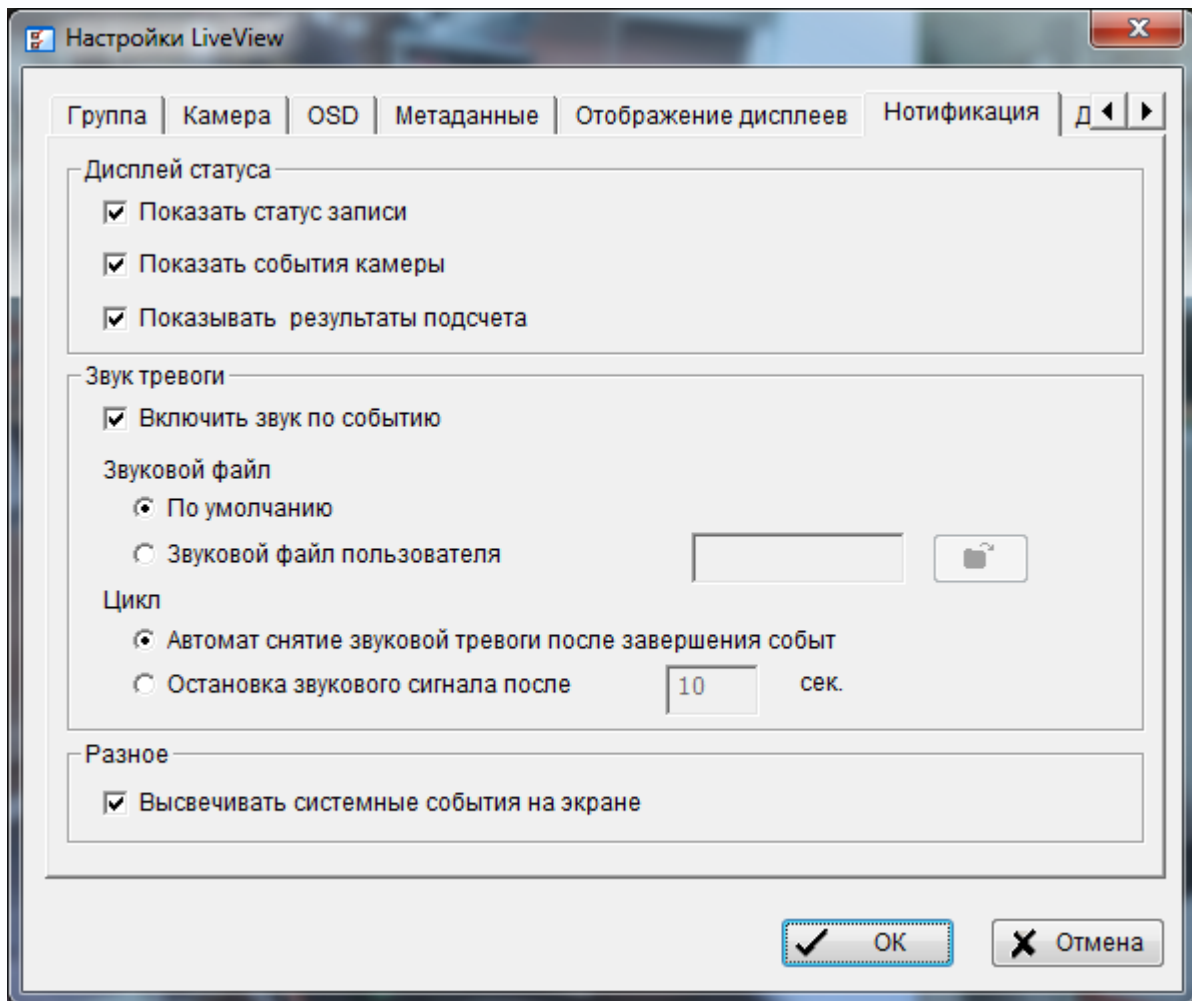 Настройки LiveView
Группа Камера OSD Метаданные Отображение дисплеев Нотификация Д
Дисплей статуса
Показать статус записи
Показать события камеры
Показывать результаты подсчета
Звук тревоги
Включить звук по событию
Звуковой файл
По умолчанию
Звуковой файл пользователя
Цикл
Автомат снятие звуковой тревоги после завершения событ
Остановка звукового сигнала после 10 сек.
Разное
Высвечивать системные события на экране
ОК Отмена